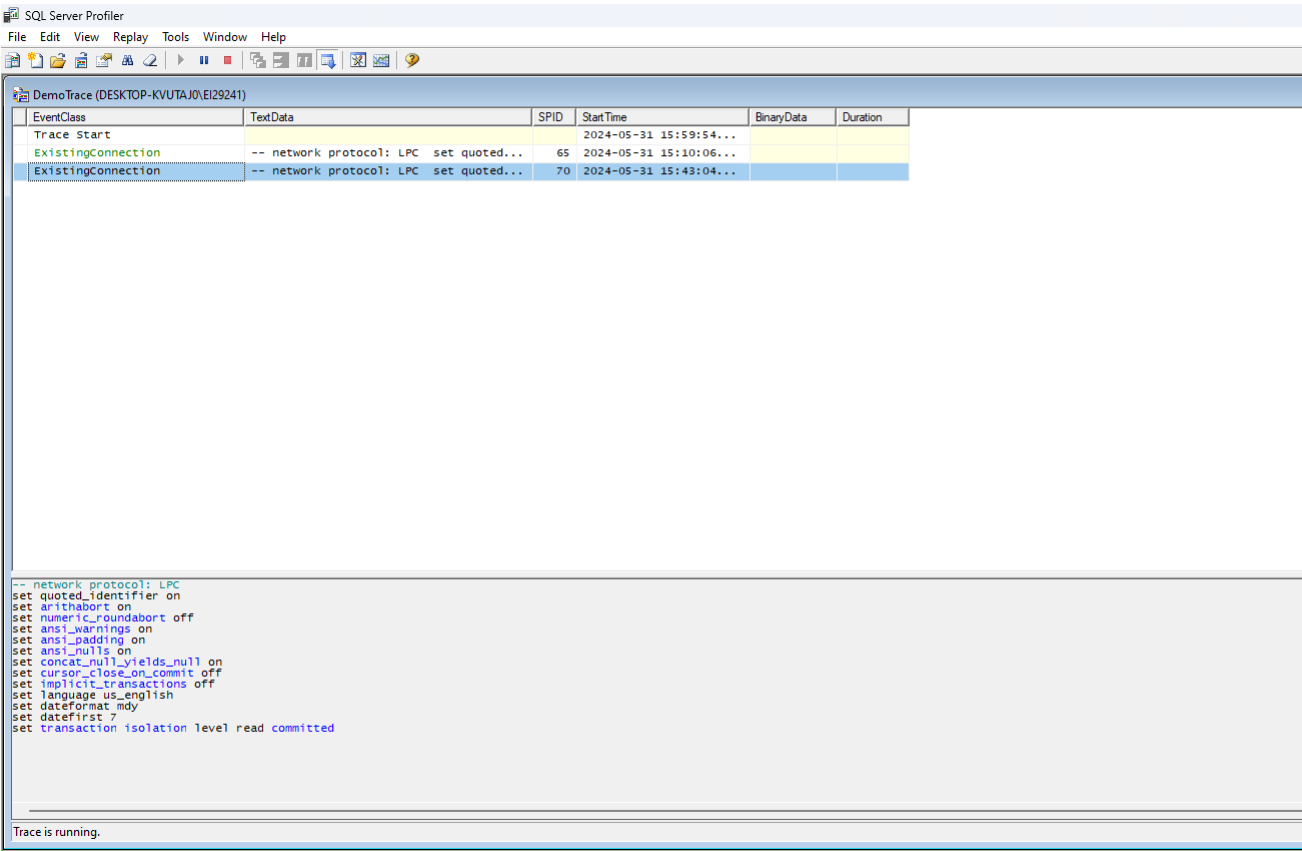 SQL Server Profiler
File Edit View Replay Tools Window Help
DemoTrace (DESKTOP-KVUTAJ0\EI29241)
EventClass TextData SPID StartTime BinaryData Duration
Trace Start 2024-05-31 15:59:54...
ExistingConnection -- network protocol: LPC set quoted... 65 2024-05-31 15:10:06...
ExistingConnection -- network protocol: LPC set quoted... 70 2024-05-31 15:43:04...
-- network protocol: LPC
set quoted_identifier on
set arithabort on
set numeric_roundabort off
set ansi_warnings on
set ansi_padding on
set ansi_nulls on
set concat_null_yields_null on
set cursor_close_on_commit off
set implicit_transactions off
set language us_english
set dateformat mdy
set datefirst 7
set transaction isolation level read committed
Trace is running.